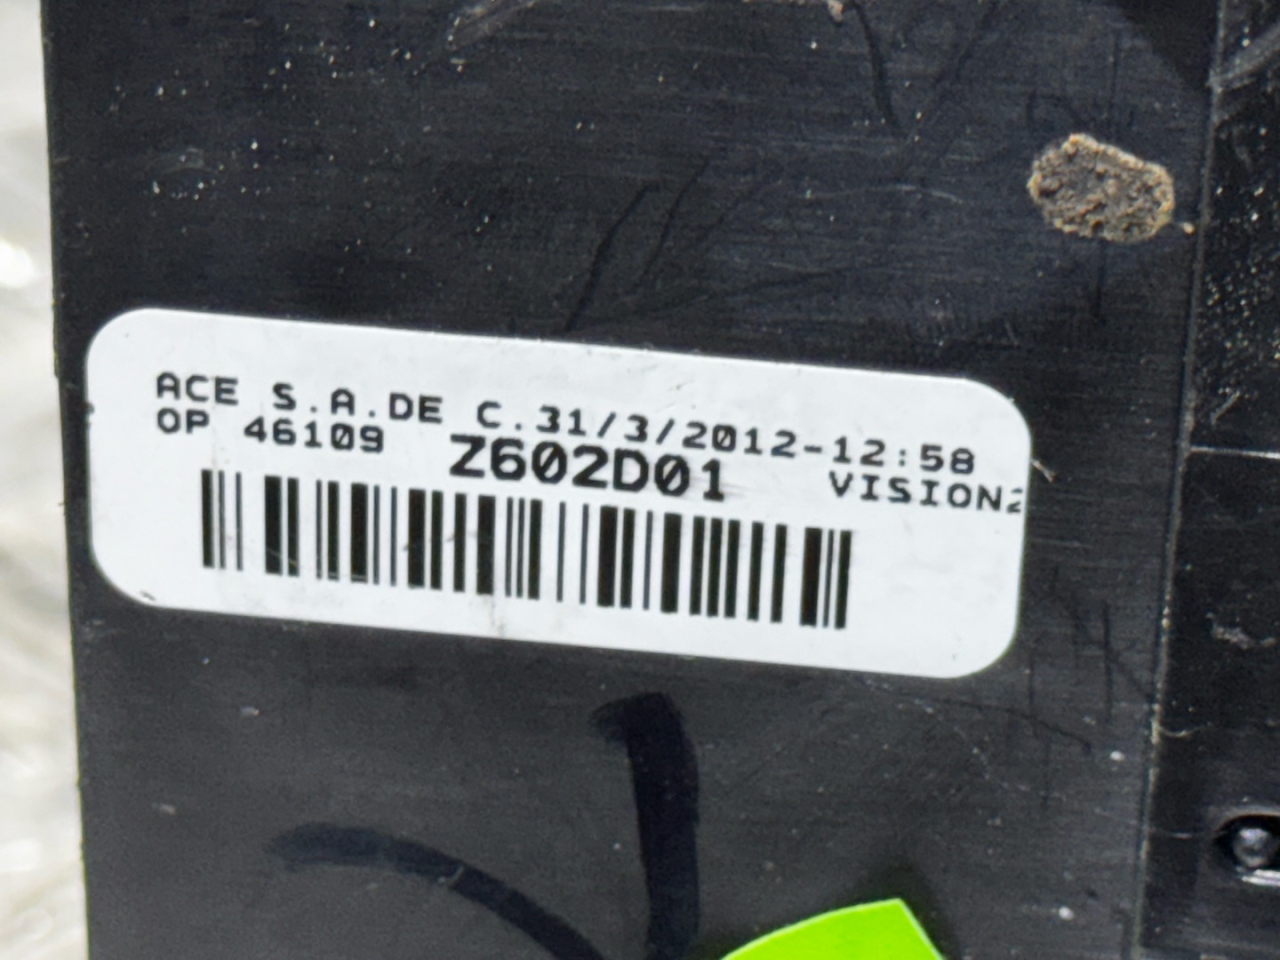 ACE S.A.DE C.31/3/2012-12:58
OP 46109 Z602D01 VISION2